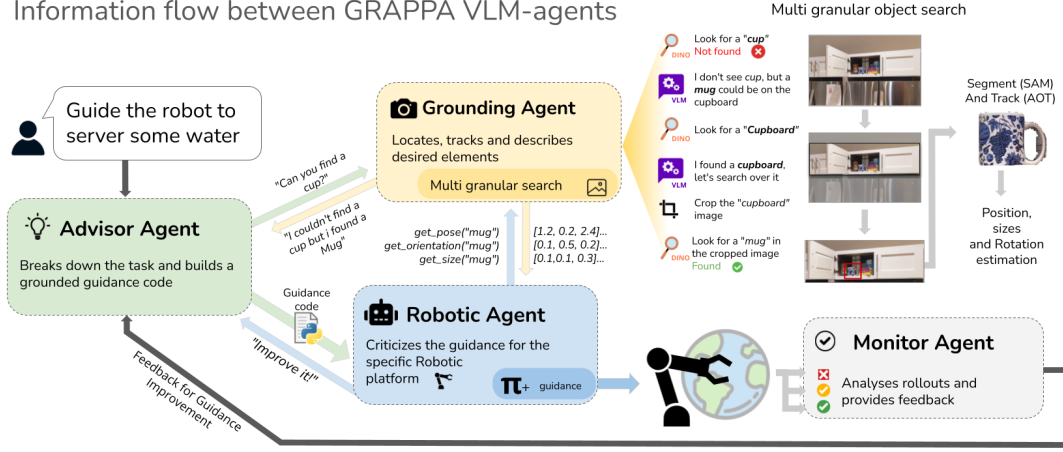 Information flow between GRAPPA VLM-agents
Guide the robot to
server some water
Advisor Agent
Breaks down the task and builds a
grounded guidance code
"Can you find a
cup?"
"I couldn't find a
cup but i found a
Mug"
Grounding Agent
Locates, tracks and describes
desired elements
Multi granular search
get_pose("mug")
get_orientation("mug")
get_size("mug")
[1.2, 0.2, 2.4]...
[0.1, 0.5, 0.2]...
[0.1,0.1, 0.3]...
Guidance
code
"Improve it!"
Robotic Agent
Criticizes the guidance for the
specific Robotic
platform
π+ guidance
Feedback for Guidance
Improvement
Multi granular object search
DINO
Look for a "cup"
Not found
VLM
I don't see cup, but a
mug could be on the
cupboard
DINO
Look for a "Cupboard"
VLM
I found a cupboard,
let's search over it
Crop the "cupboard"
image
DINO
Look for a "mug" in
the cropped image
Found
Segment (SAM)
And Track (AOT)
Position,
sizes
and Rotation
estimation
Monitor Agent
Analyses rollouts and
provides feedback